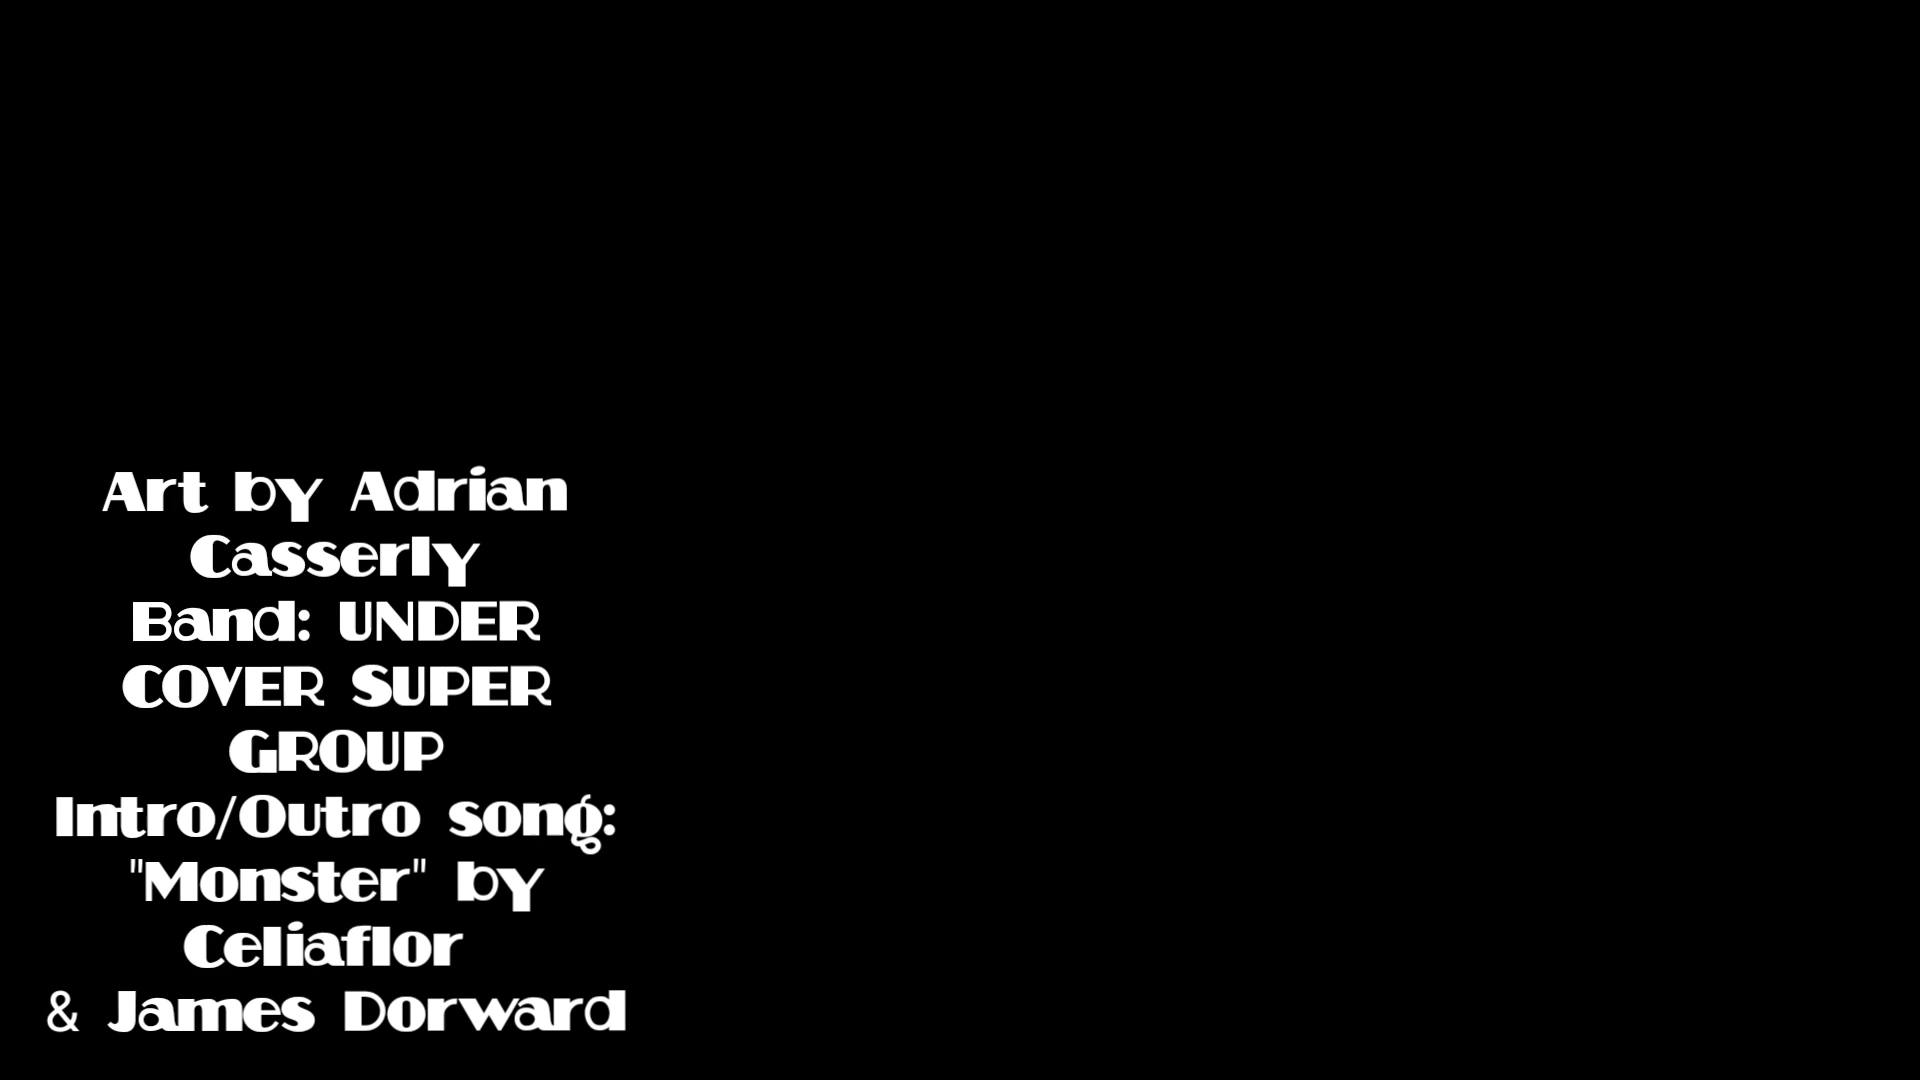 Art by Adrian
Casserly
Band: UNDER
COVER SUPER
GROUP
Intro/Outro song:
"Monster" by
Celiaflor
& James Dorward